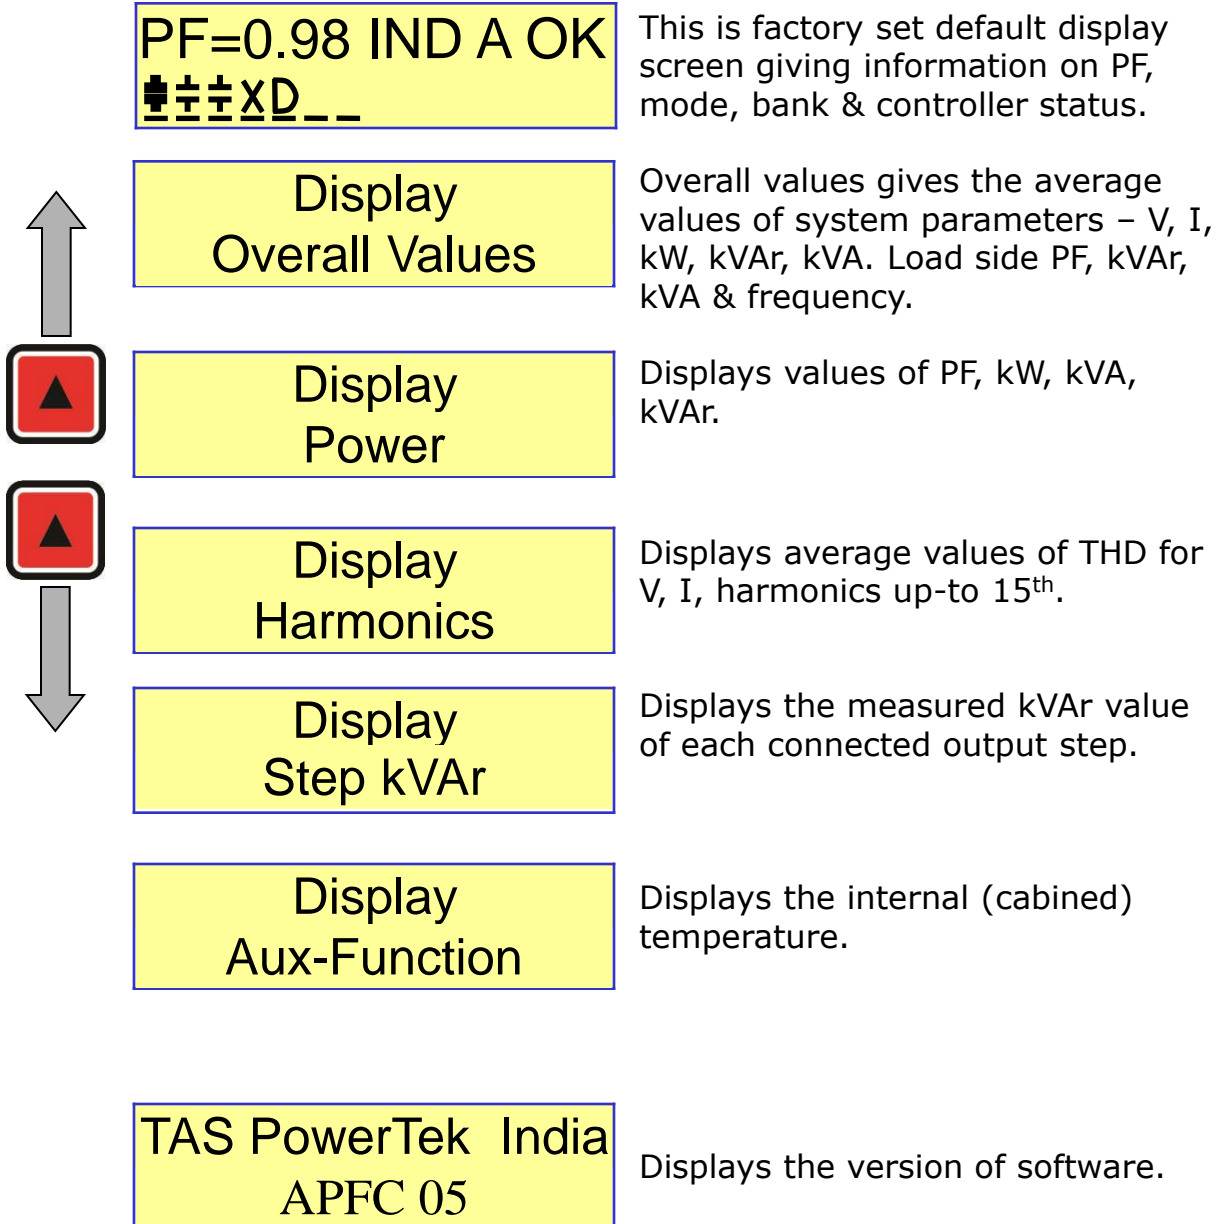 PF=0.98 IND A OK
XD_ _
This is factory set default display
screen giving information on PF,
mode, bank & controller status.
Display
Overall Values
Overall values gives the average
values of system parameters – V, I,
kW, kVAr, kVA. Load side PF, kVAr,
kVA & frequency.
Display
Power
Displays values of PF, kW, kVA,
kVAr.
Display
Harmonics
Displays average values of THD for
V, I, harmonics up-to 15th.
Display
Step kVAr
Displays the measured kVAr value
of each connected output step.
Display
Aux-Function
Displays the internal (cabined)
temperature.
TAS PowerTek India
APFC 05
Displays the version of software.